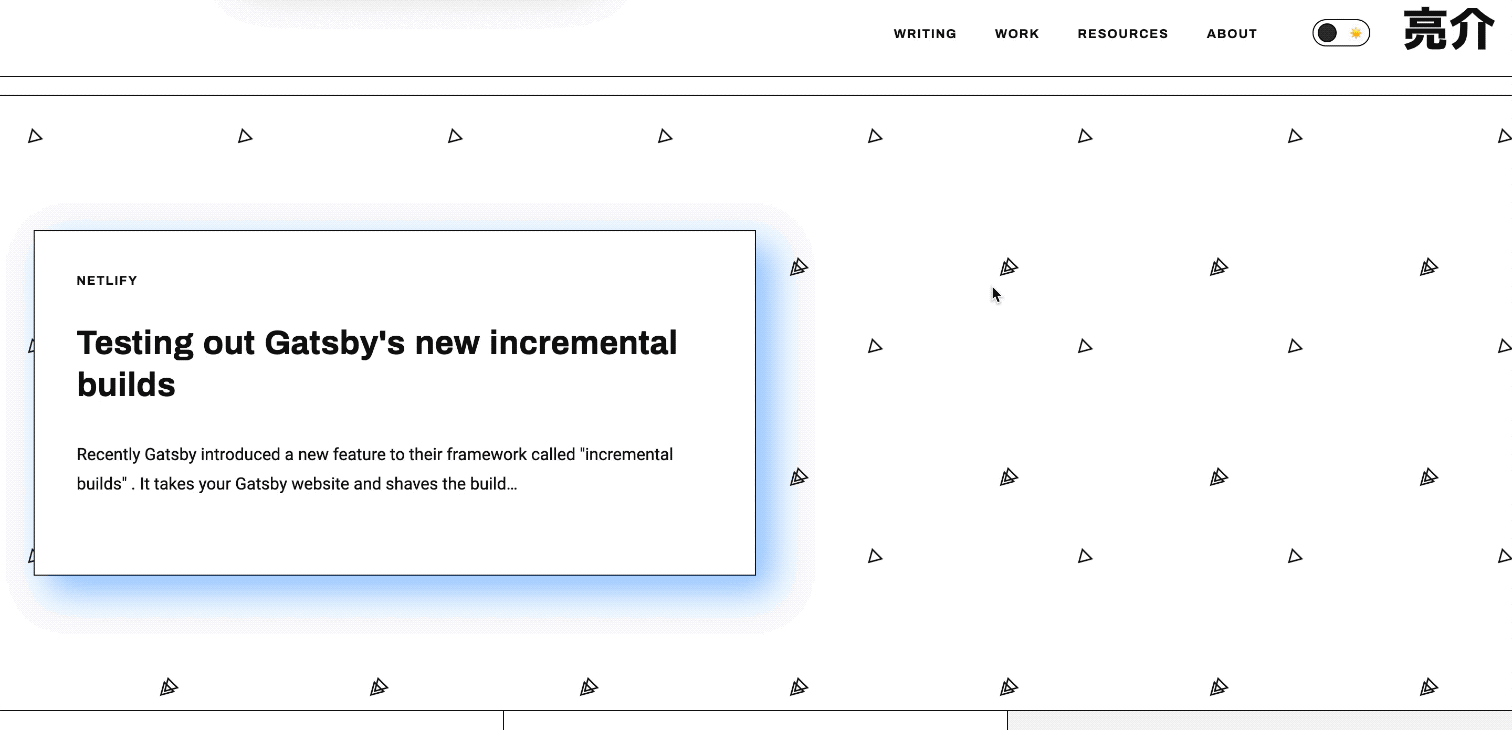 WRITING WORK RESOURCES ABOUT 亮介
NETLIFY
Testing out Gatsby's new incremental
builds
Recently Gatsby introduced a new feature to their framework called "incremental
builds" . It takes your Gatsby website and shaves the build...